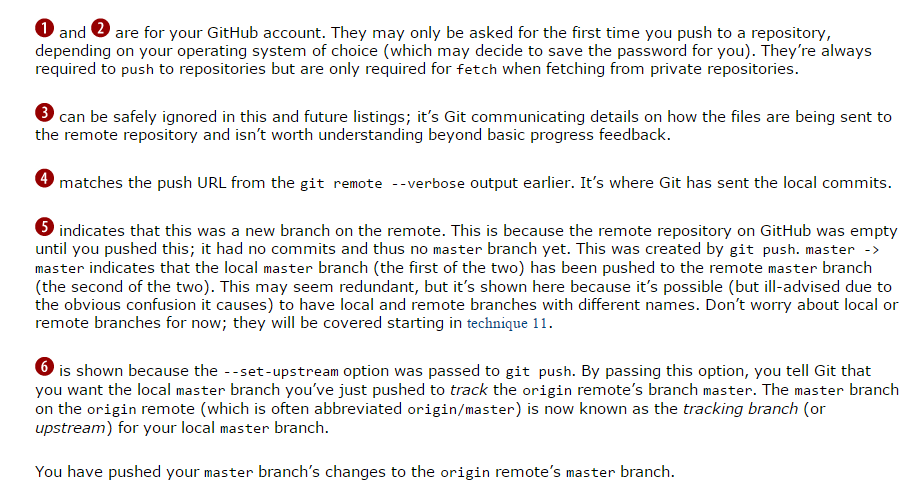 1 and 2 are for your GitHub account. They may only be asked for the first time you push to a repository,
depending on your operating system of choice (which may decide to save the password for you). They’re always
required to push to repositories but are only required for fetch when fetching from private repositories.
3 can be safely ignored in this and future listings; it’s Git communicating details on how the files are being sent to
the remote repository and isn’t worth understanding beyond basic progress feedback.
4 matches the push URL from the git remote --verbose output earlier. It’s where Git has sent the local commits.
5 indicates that this was a new branch on the remote. This is because the remote repository on GitHub was empty
until you pushed this; it had no commits and thus no master branch yet. This was created by git push. master ->
master indicates that the local master branch (the first of the two) has been pushed to the remote master branch
(the second of the two). This may seem redundant, but it’s shown here because it’s possible (but ill-advised due to
the obvious confusion it causes) to have local and remote branches with different names. Don’t worry about local or
remote branches for now; they will be covered starting in technique 11.
6 is shown because the --set-upstream option was passed to git push. By passing this option, you tell Git that
you want the local master branch you’ve just pushed to track the origin remote’s branch master. The master branch
on the origin remote (which is often abbreviated origin/master) is now known as the tracking branch (or
upstream) for your local master branch.
You have pushed your master branch’s changes to the origin remote’s master branch.